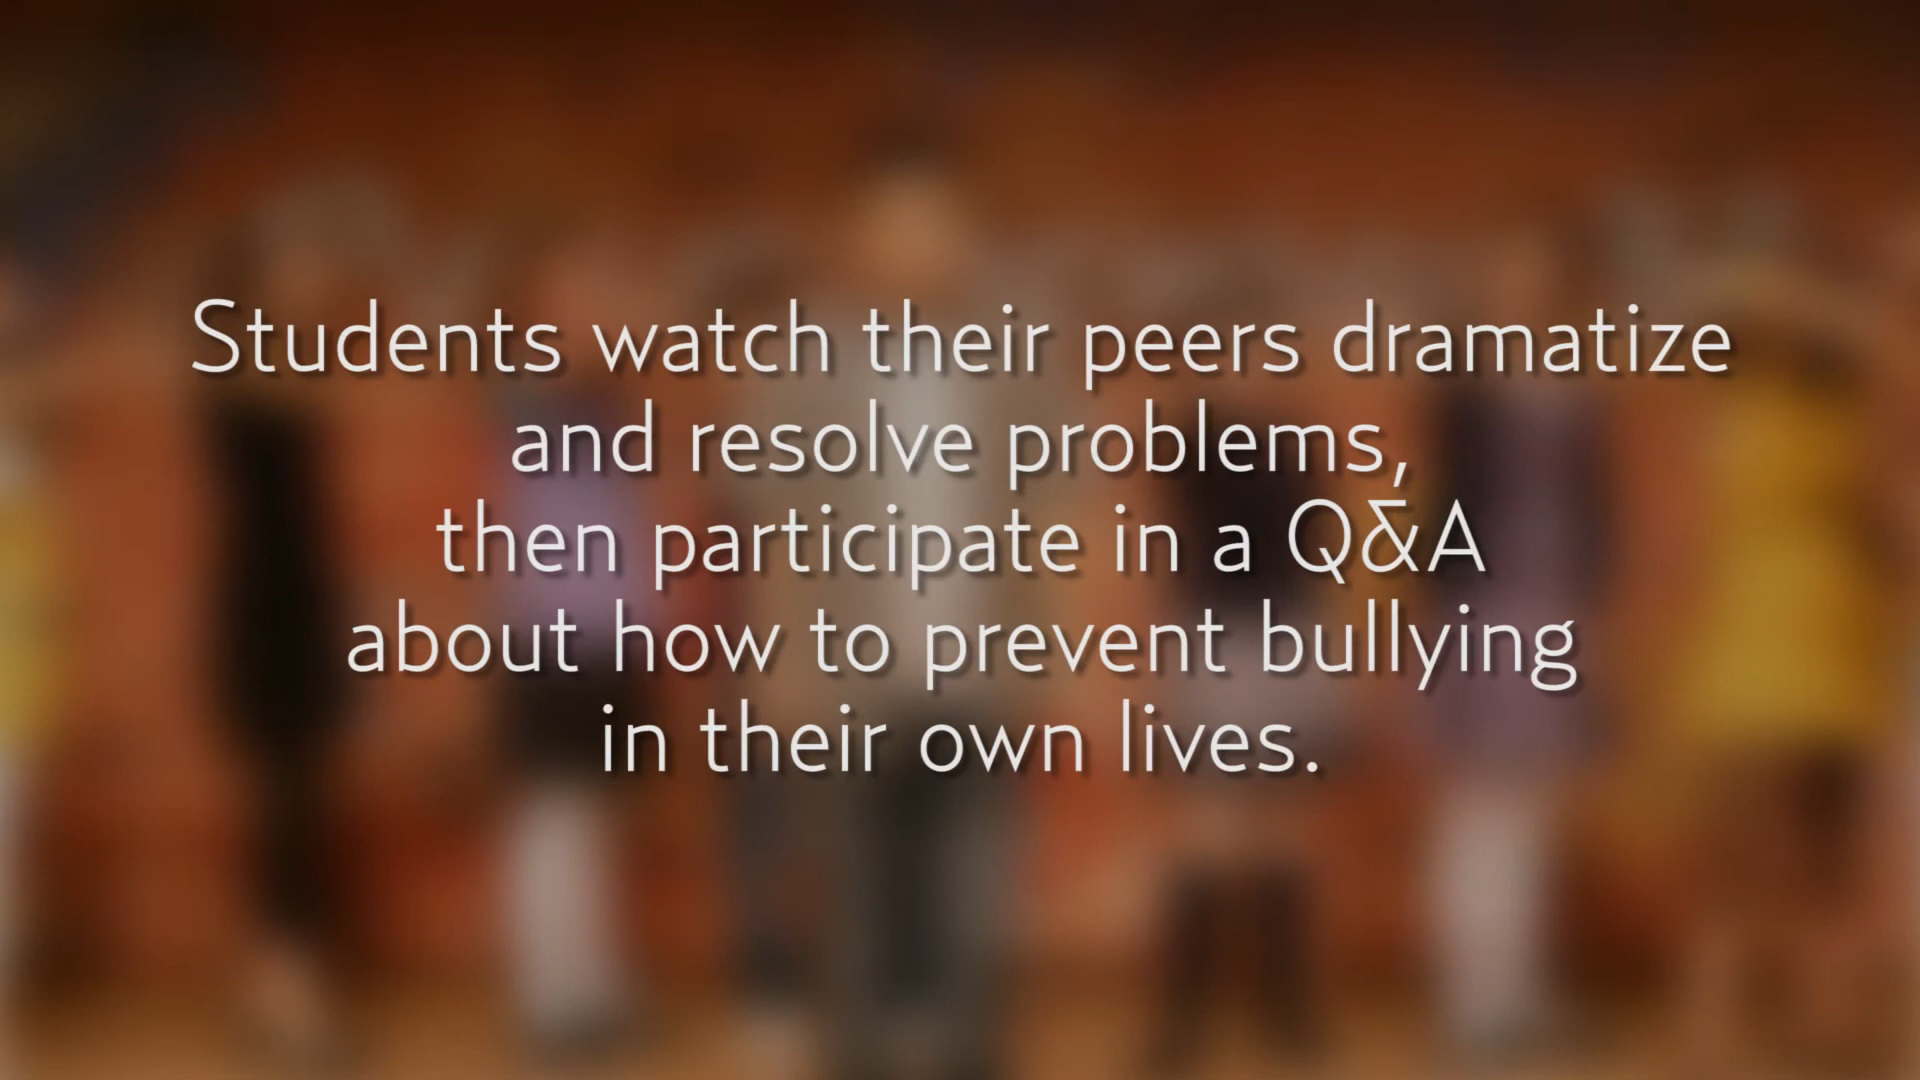 Students watch their peers dramatize
and resolve problems,
then participate in a Q&A
about how to prevent bullying
in their own lives.